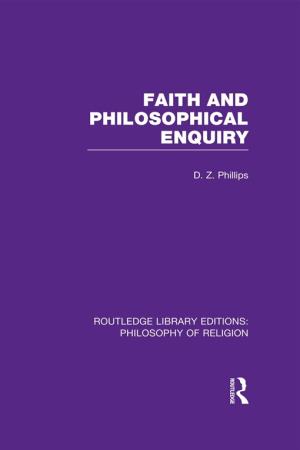 FAITH AND
PHILOSOPHICAL
ENQUIRY
D. Z. Phillips
ROUTLEDGE LIBRARY EDITIONS:
PHILOSOPHY OF RELIGION
ROUTLEDGE